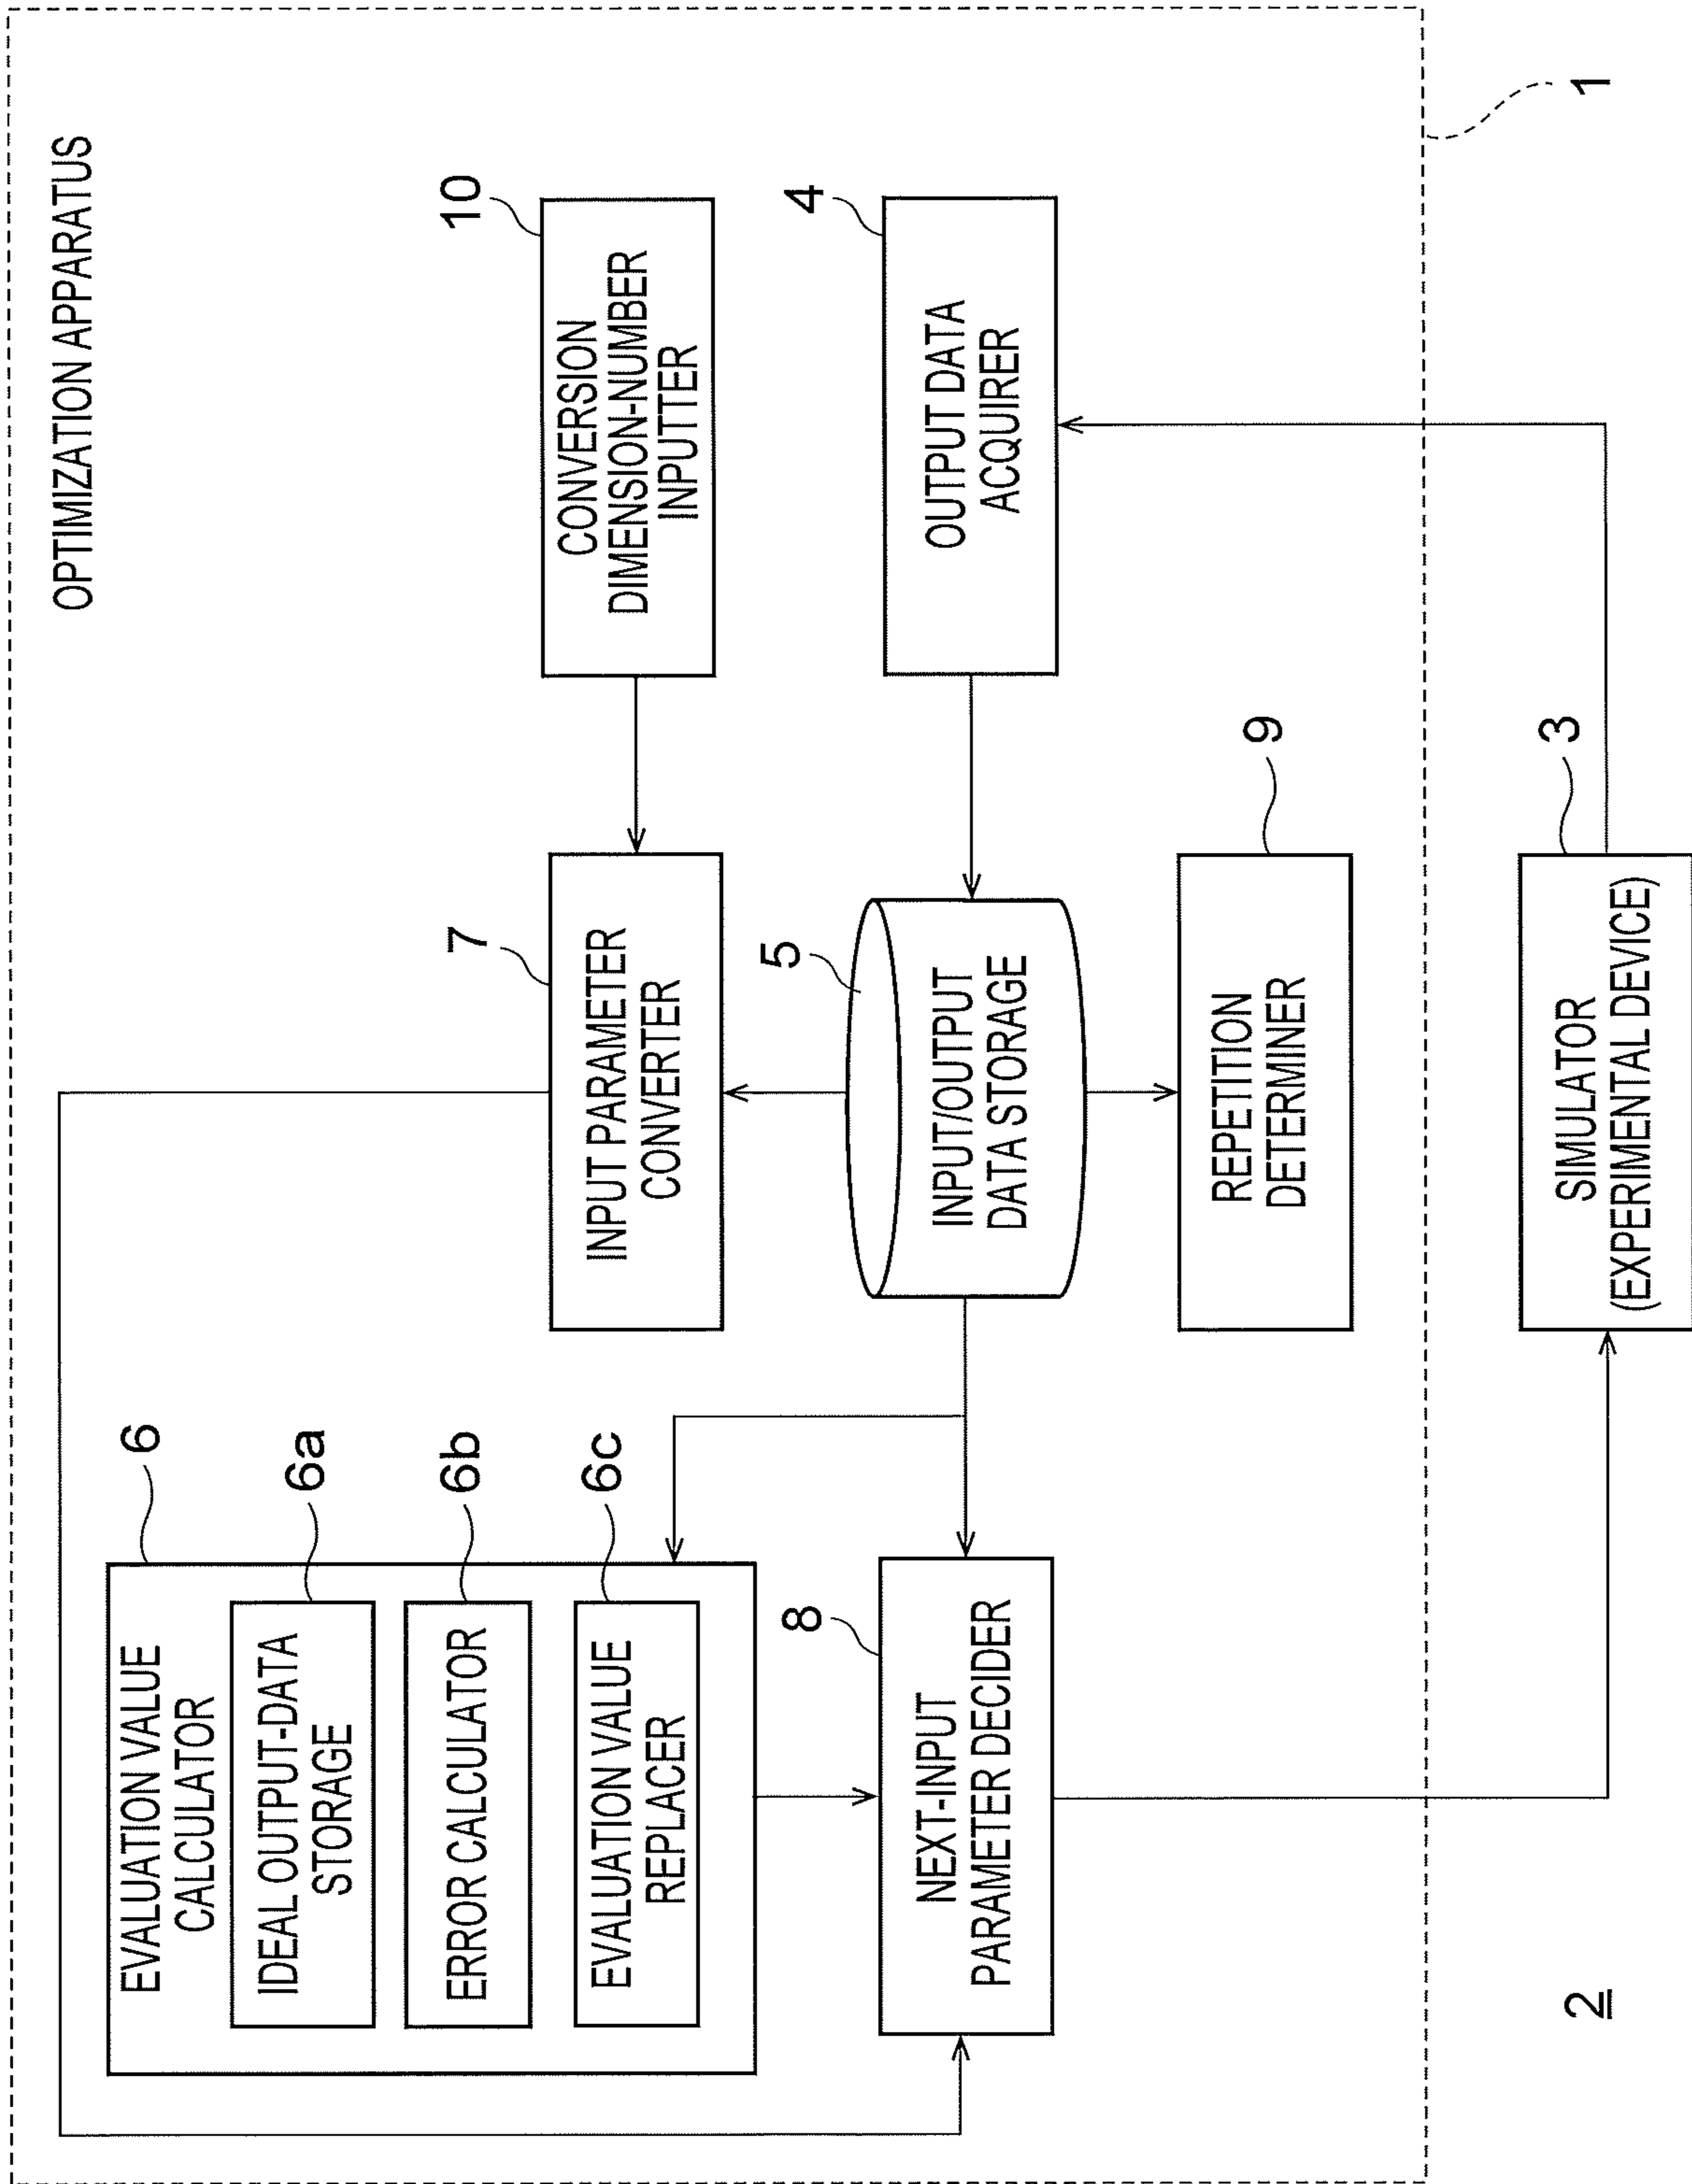 OPTIMIZATION APPARATUS
6
EVALUATION VALUE
CALCULATOR
6a
IDEAL OUTPUT-DATA
STORAGE
6b
ERROR CALCULATOR
6c
EVALUATION VALUE
REPLACER
7
INPUT PARAMETER
CONVERTER
10
CONVERSION
DIMENSION-NUMBER
INPUTTER
8
NEXT-INPUT
PARAMETER DECIDER
5
INPUT/OUTPUT
DATA STORAGE
4
OUTPUT DATA
ACQUIRER
9
REPETITION
DETERMINER
1
2
3
SIMULATOR
(EXPERIMENTAL DEVICE)